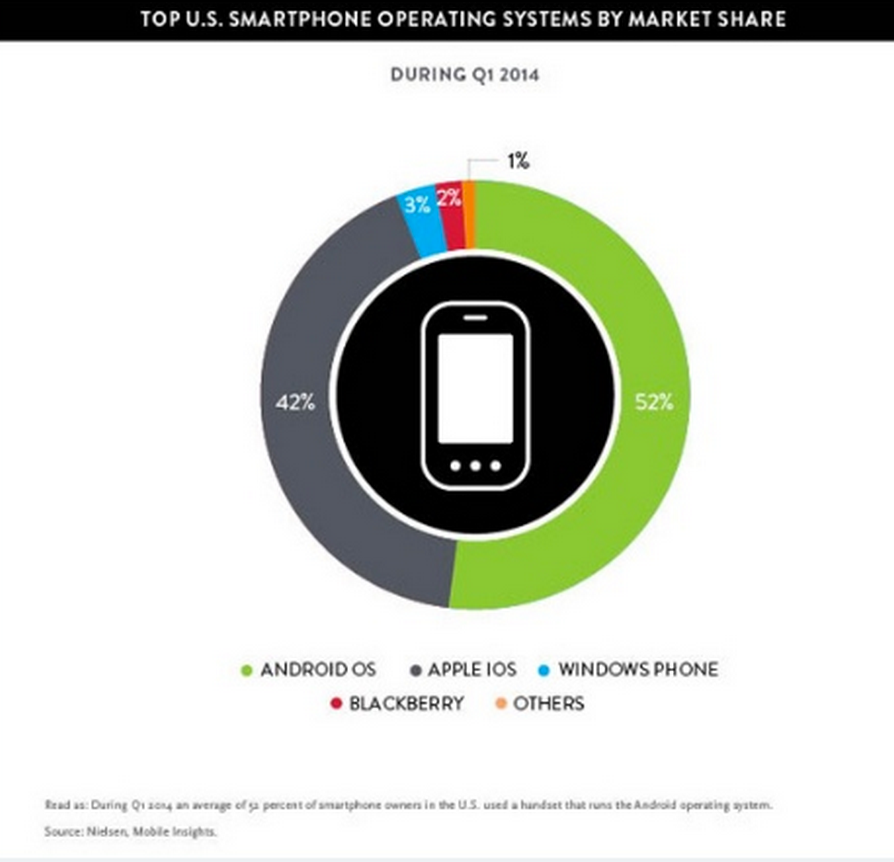 TOP U.S. SMARTPHONE OPERATING SYSTEMS BY MARKET SHARE
DURING Q1 2014
1%
3% 2%
42% 52%
ANDROID OS APPLE IOS WINDOWS PHONE
BLACKBERRY OTHERS
Read as: During Q1 2014 an average of 52 percent of smartphone owners in the U.S. used a handset that runs the Android operating system.
Source: Nielsen, Mobile Insights.